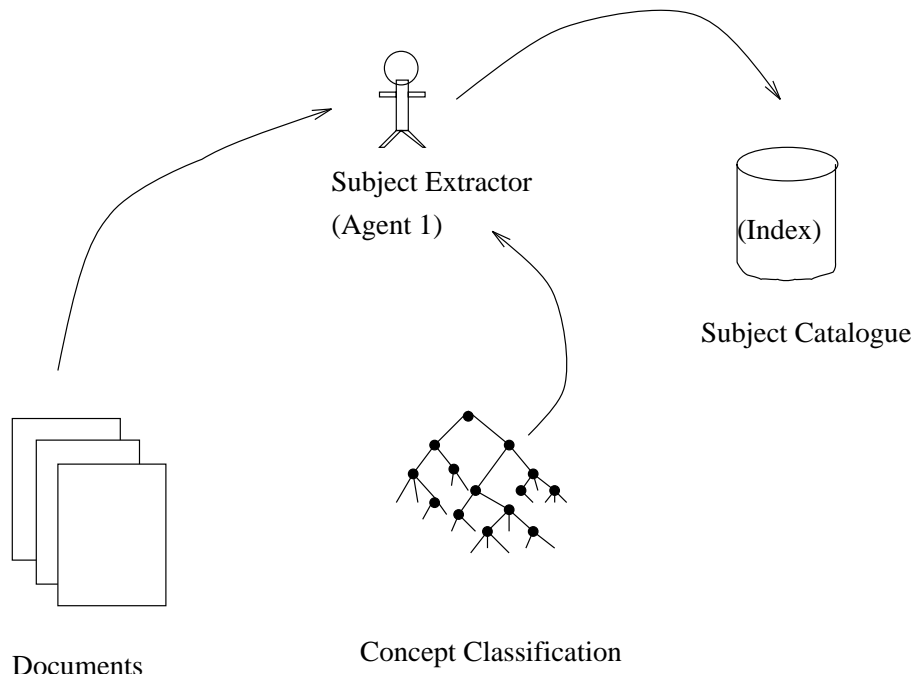 Subject Extractor
(Agent 1)
(Index)
Subject Catalogue
Concept Classification
Documents